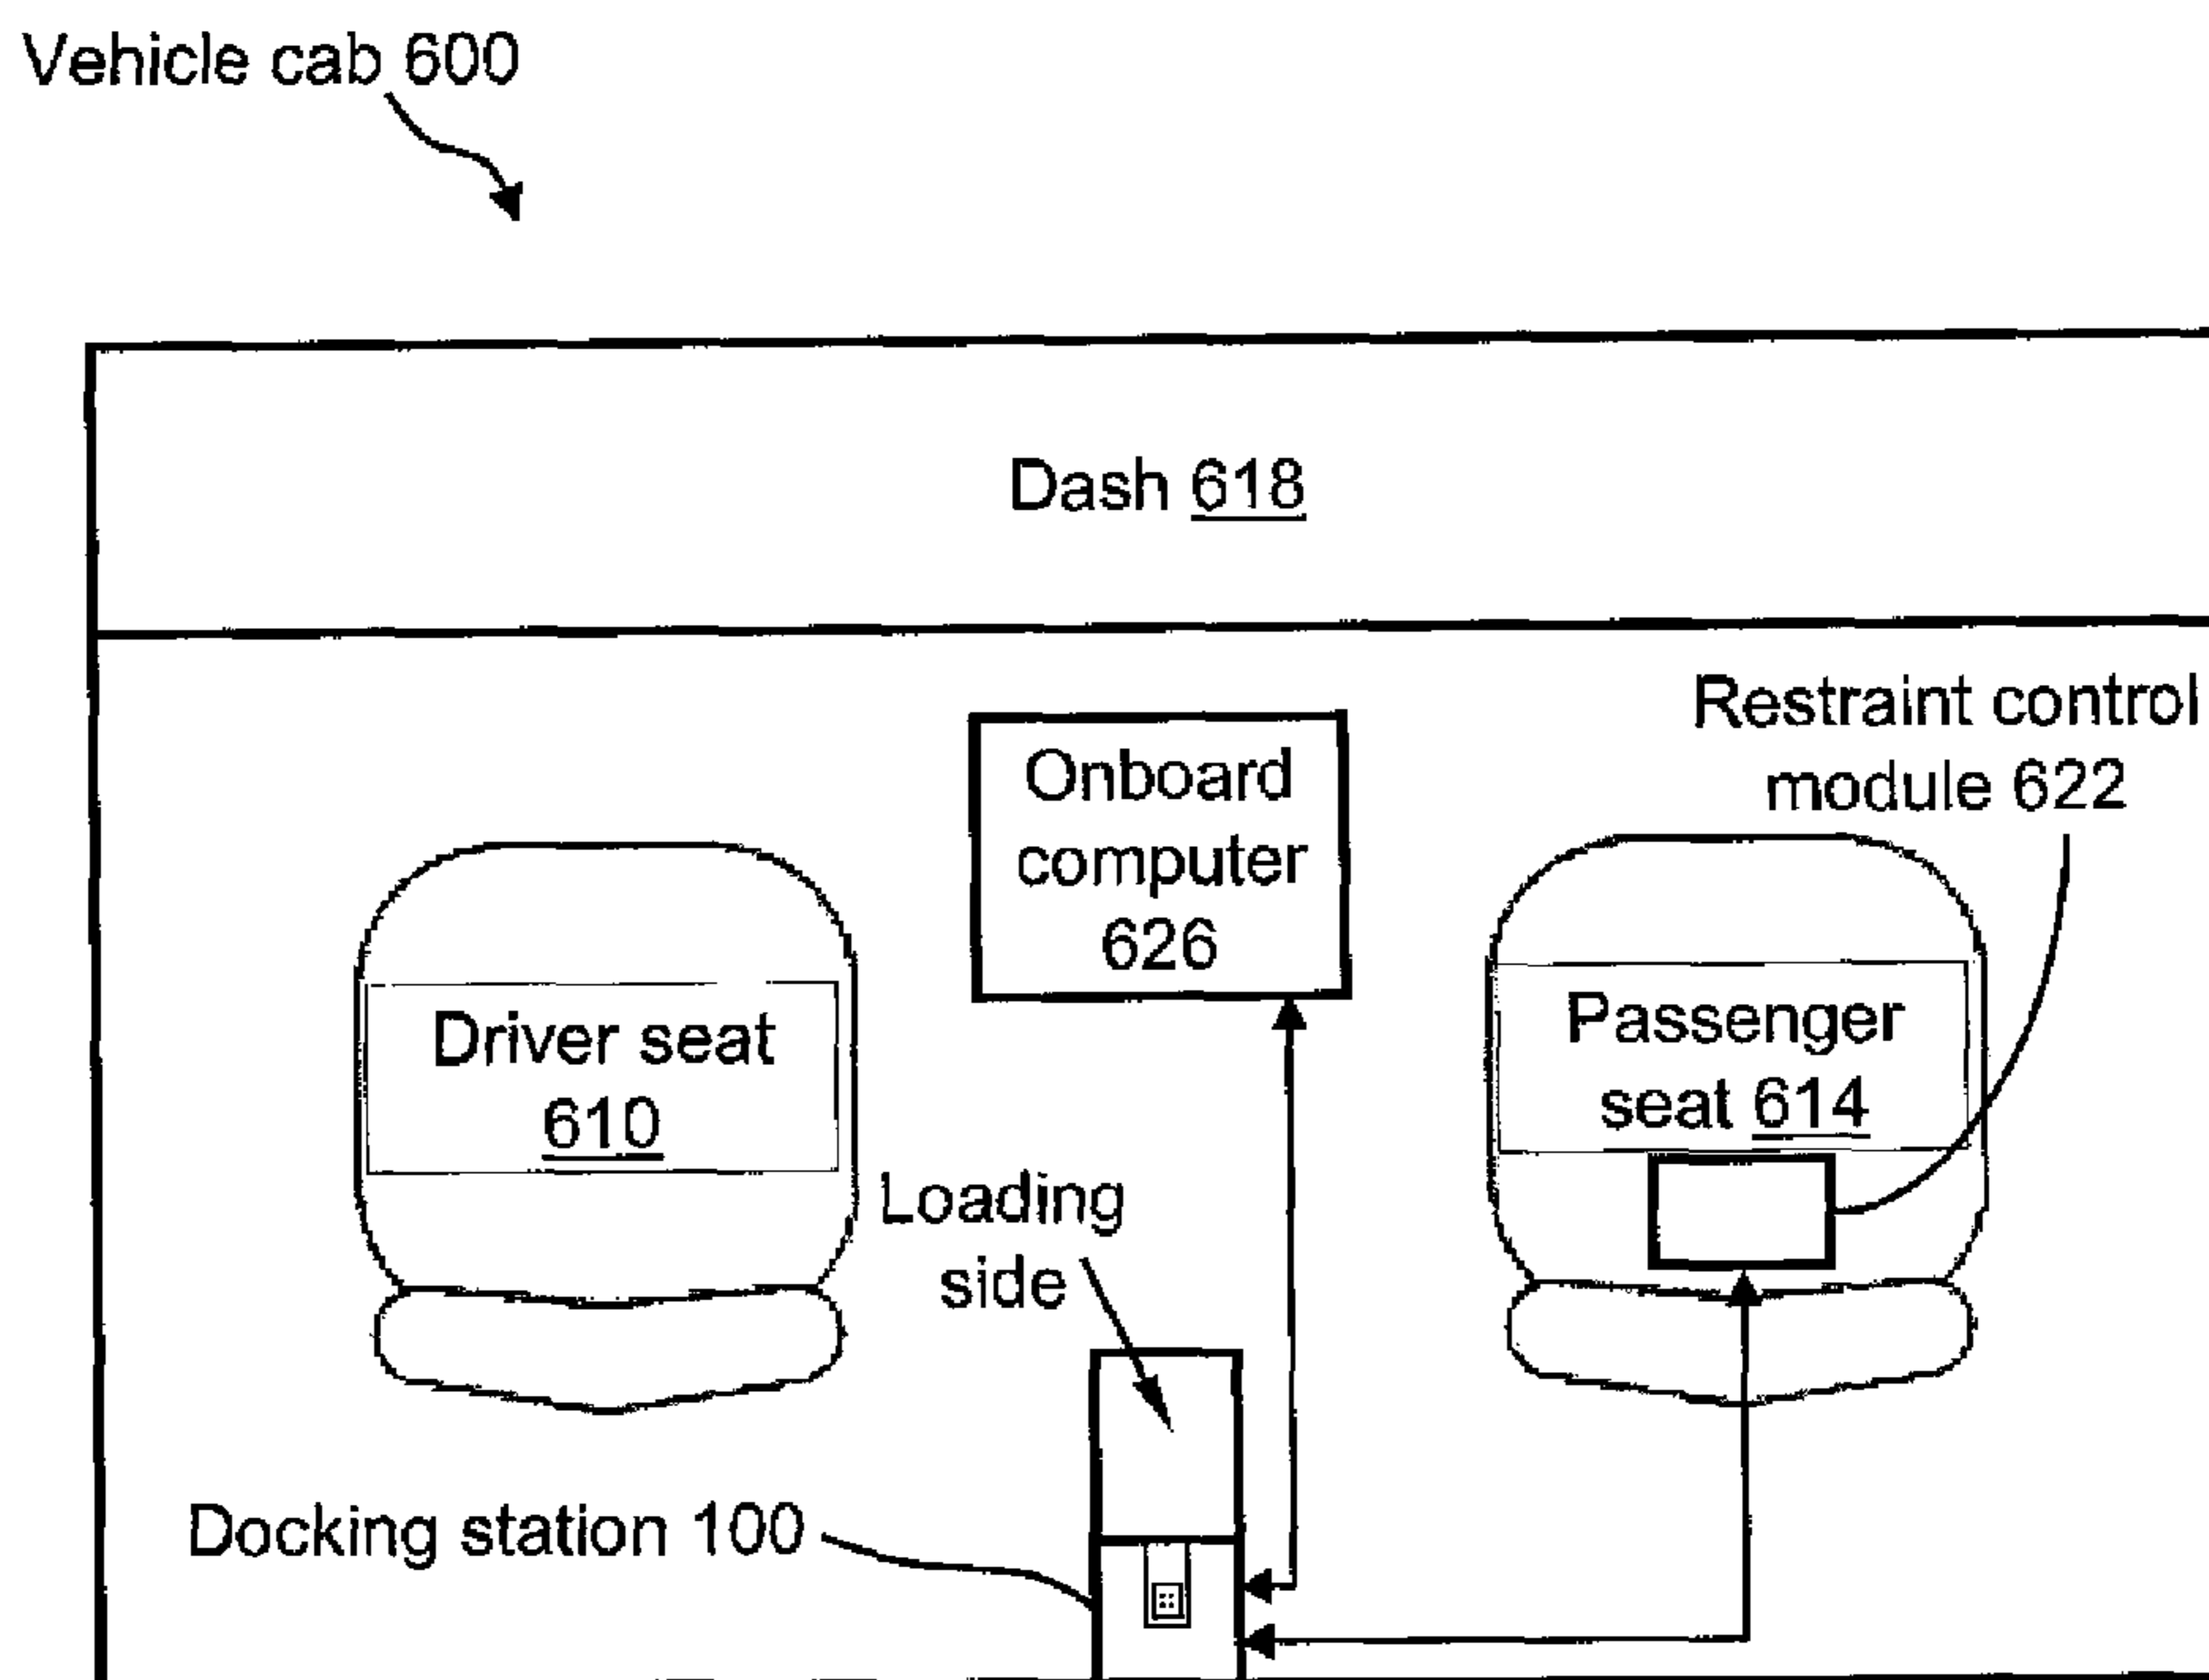 Vehicle cab 600
Dash 618
Restraint control
module 622
Onboard
computer
626
Driver seat
610
Passenger
seat 614
Loading
side
Docking station 100